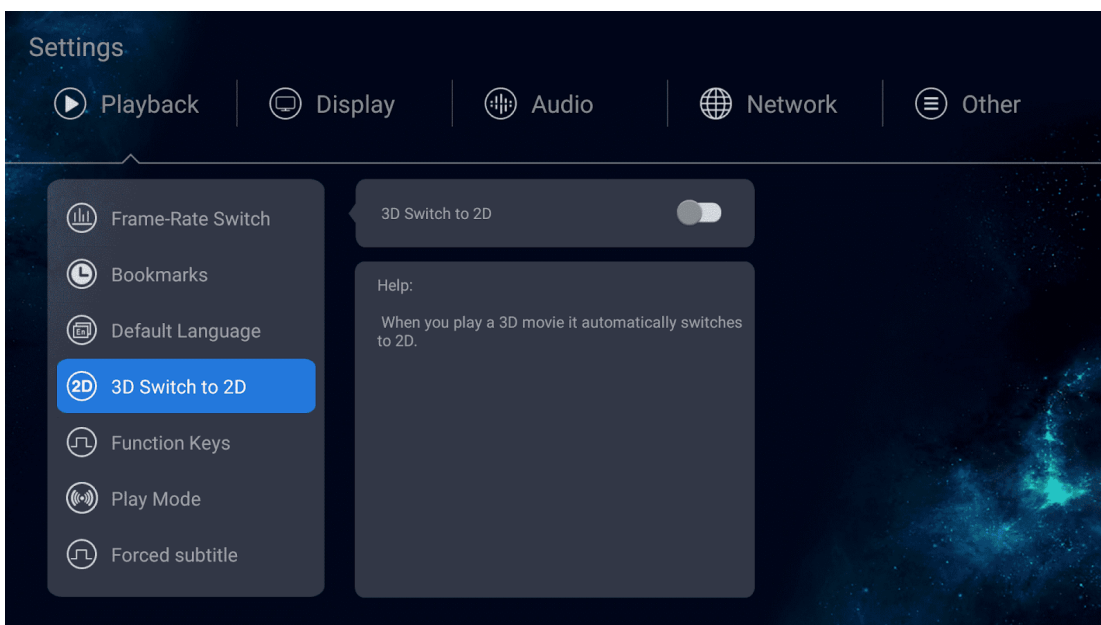 Settings
Playback
Display
Audio
Network
Other
Frame-Rate Switch
Bookmarks
En
Default Language
2D
3D Switch to 2D
Function Keys
Play Mode
Forced subtitle
3D Switch to 2D
Help:
When you play a 3D movie it automatically switches
to 2D.